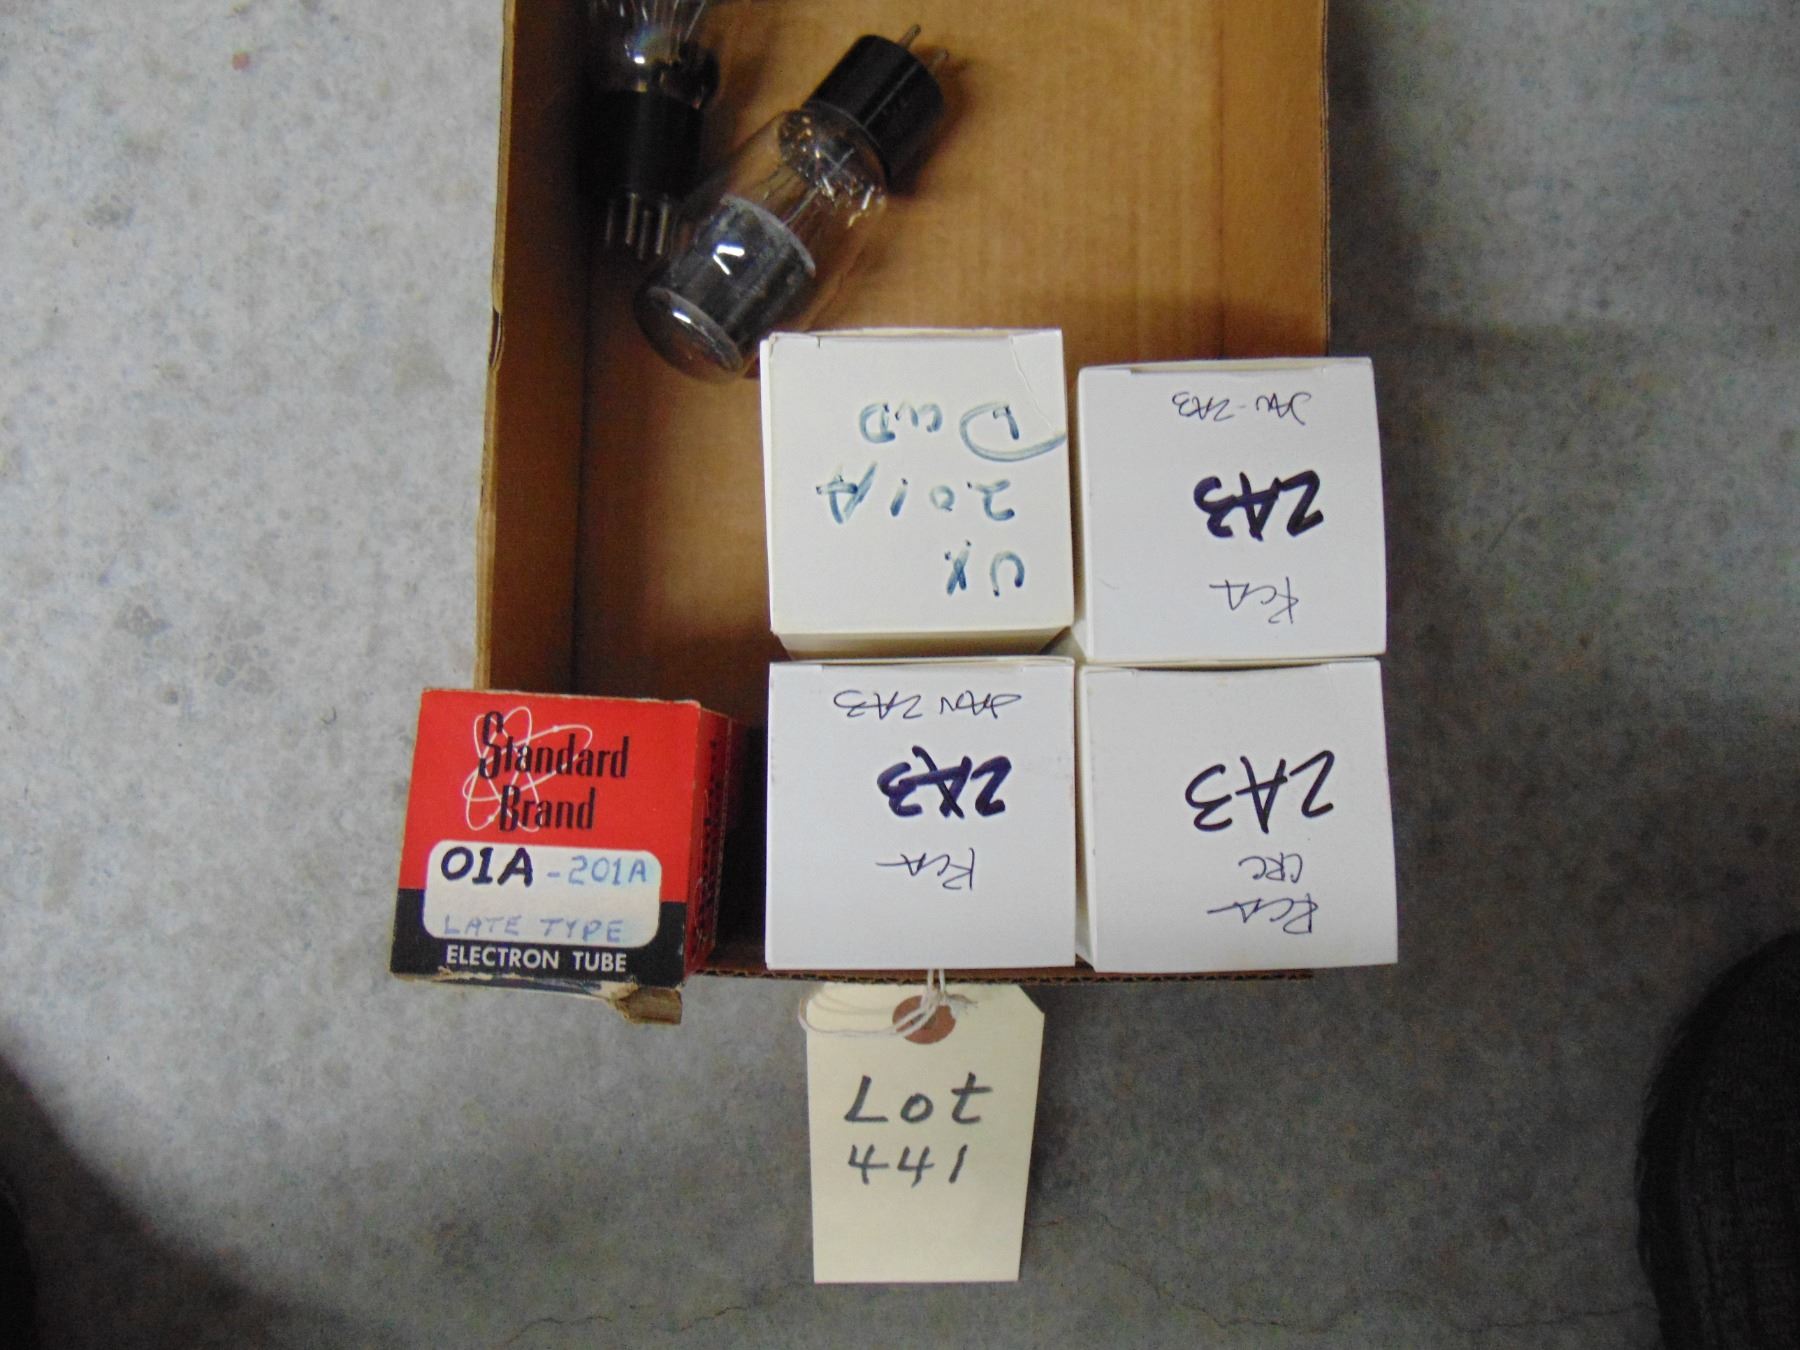 UX
201A
DCUD
RCA
2A3
JAN-2A3
RCA
2A3
JAN 2A3
RCA
CRC
2A3
Standard
Brand
01A-201A
LATE TYPE
ELECTRON TUBE
Lot
441